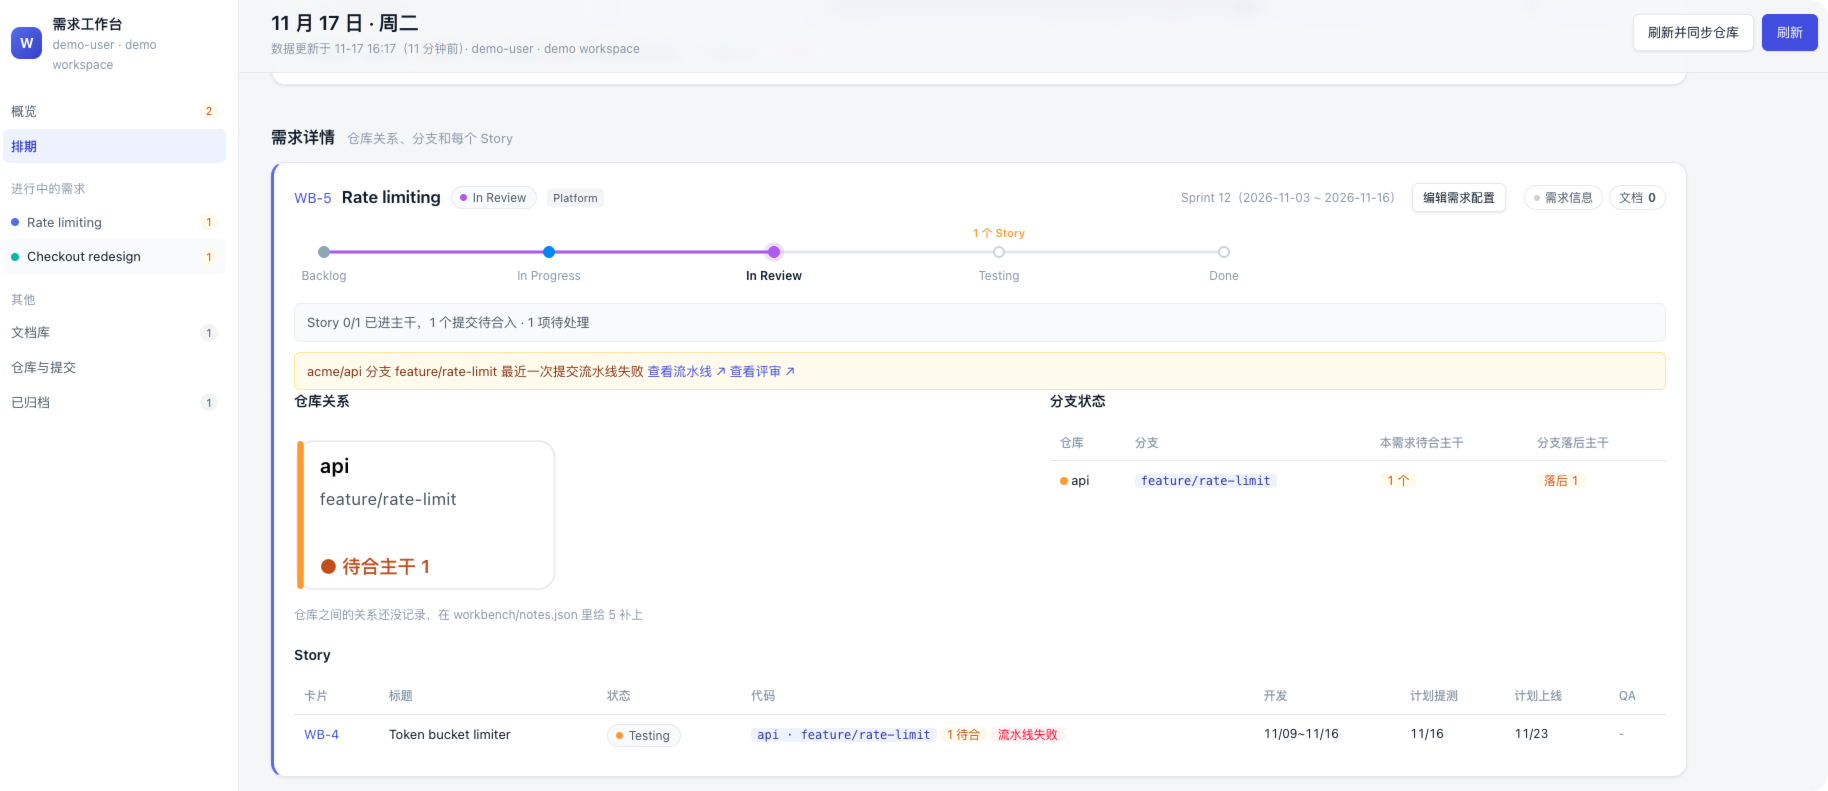 W
需求工作台
demo-user · demo
workspace
概览 2
排期
进行中的需求
Rate limiting 1
Checkout redesign 1
其他
文档库 1
仓库与提交
已归档 1
11 月 17 日 · 周二
数据更新于 11-17 16:17（11 分钟前）· demo-user · demo workspace
刷新并同步仓库
刷新
需求详情 仓库关系、分支和每个 Story
WB-5 Rate limiting In Review Platform
Sprint 12（2026-11-03 ~ 2026-11-16） 编辑需求配置 需求信息 文档 0
1 个 Story
Backlog In Progress In Review Testing Done
Story 0/1 已进主干，1 个提交待合入 · 1 项待处理
acme/api 分支 feature/rate-limit 最近一次提交流水线失败 查看流水线 ↗ 查看评审 ↗
仓库关系
api
feature/rate-limit
待合主干 1
仓库之间的关系还没记录，在 workbench/notes.json 里给 5 补上
分支状态
仓库 分支 本需求待合主干 分支落后主干
api feature/rate-limit 1 个 落后 1
Story
卡片 标题 状态 代码 开发 计划提测 计划上线 QA
WB-4 Token bucket limiter Testing api · feature/rate-limit 1 待合 流水线失败 11/09~11/16 11/16 11/23 -